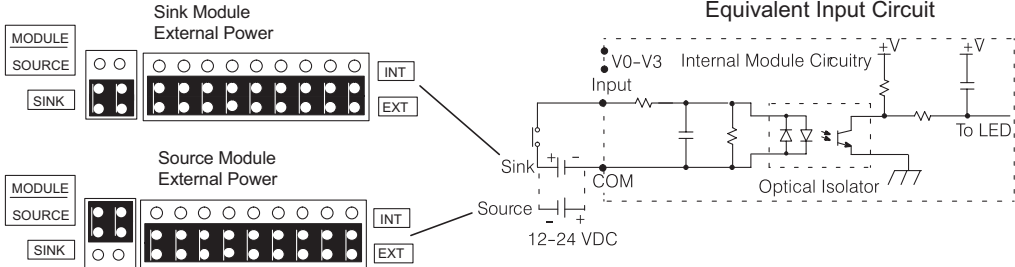 Sink Module
External Power
MODULE
SOURCE
SINK
INT
EXT
Source Module
External Power
MODULE
SOURCE
SINK
INT
EXT
Equivalent Input Circuit
V0-V3
Internal Module Circuitry
+V
+V
Input
To LED
Sink
+ -
COM
Optical Isolator
Source
- +
12-24 VDC